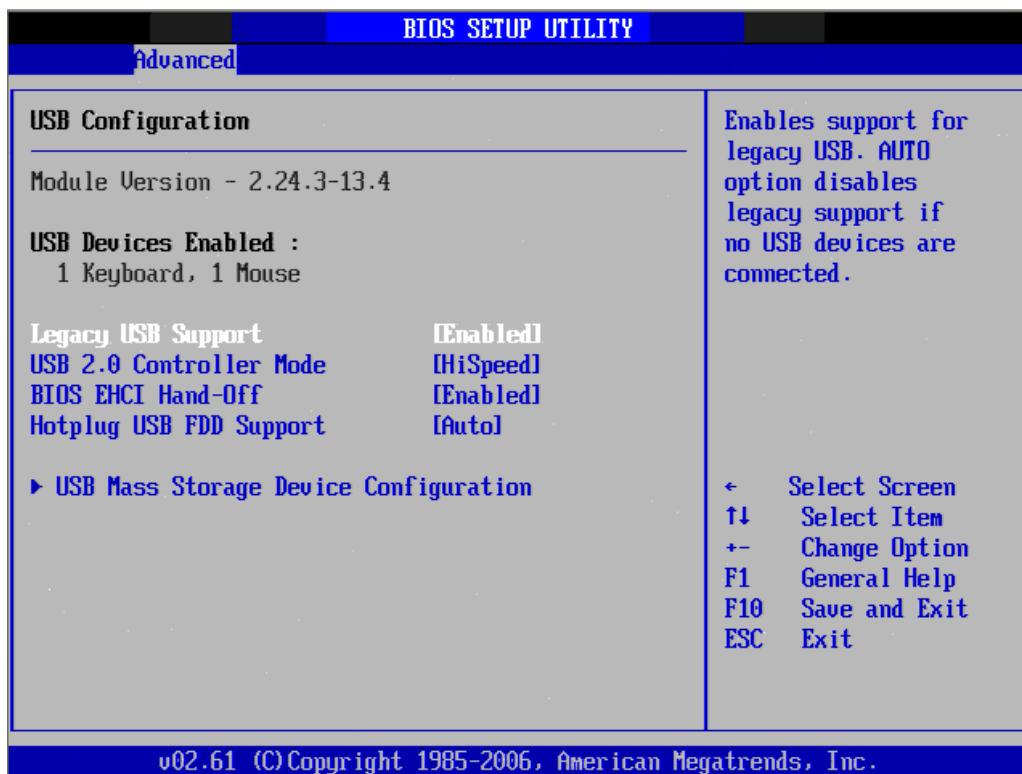 BIOS SETUP UTILITY
Advanced
USB Configuration
Module Version - 2.24.3-13.4
USB Devices Enabled :
1 Keyboard, 1 Mouse
Legacy USB Support [Enabled]
USB 2.0 Controller Mode [HiSpeed]
BIOS EHCI Hand-Off [Enabled]
Hotplug USB FDD Support [Auto]
▶ USB Mass Storage Device Configuration
Enables support for
legacy USB. AUTO
option disables
legacy support if
no USB devices are
connected.
← Select Screen
↑↓ Select Item
+- Change Option
F1 General Help
F10 Save and Exit
ESC Exit
v02.61 (C)Copyright 1985-2006, American Megatrends, Inc.